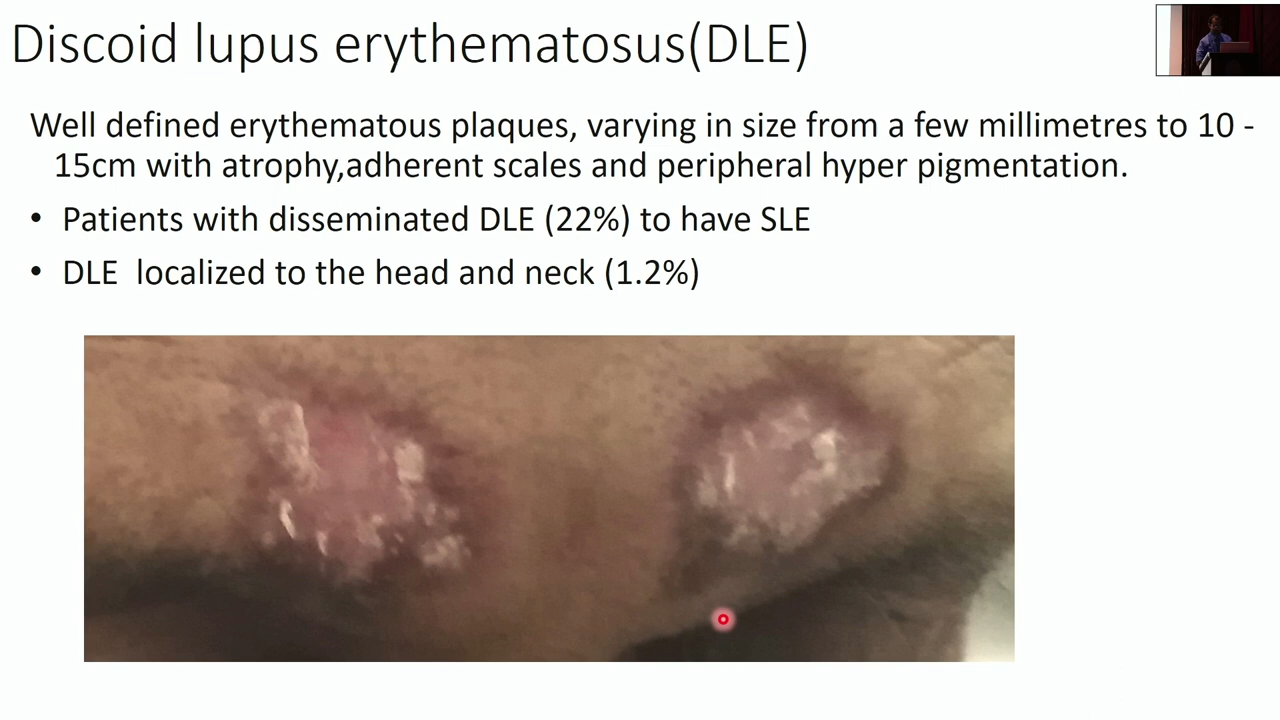 Discoid lupus erythematosus(DLE)
Well defined erythematous plaques, varying in size from a few millimetres to 10 -
15cm with atrophy,adherent scales and peripheral hyper pigmentation.
• Patients with disseminated DLE (22%) to have SLE
• DLE  localized to the head and neck (1.2%)